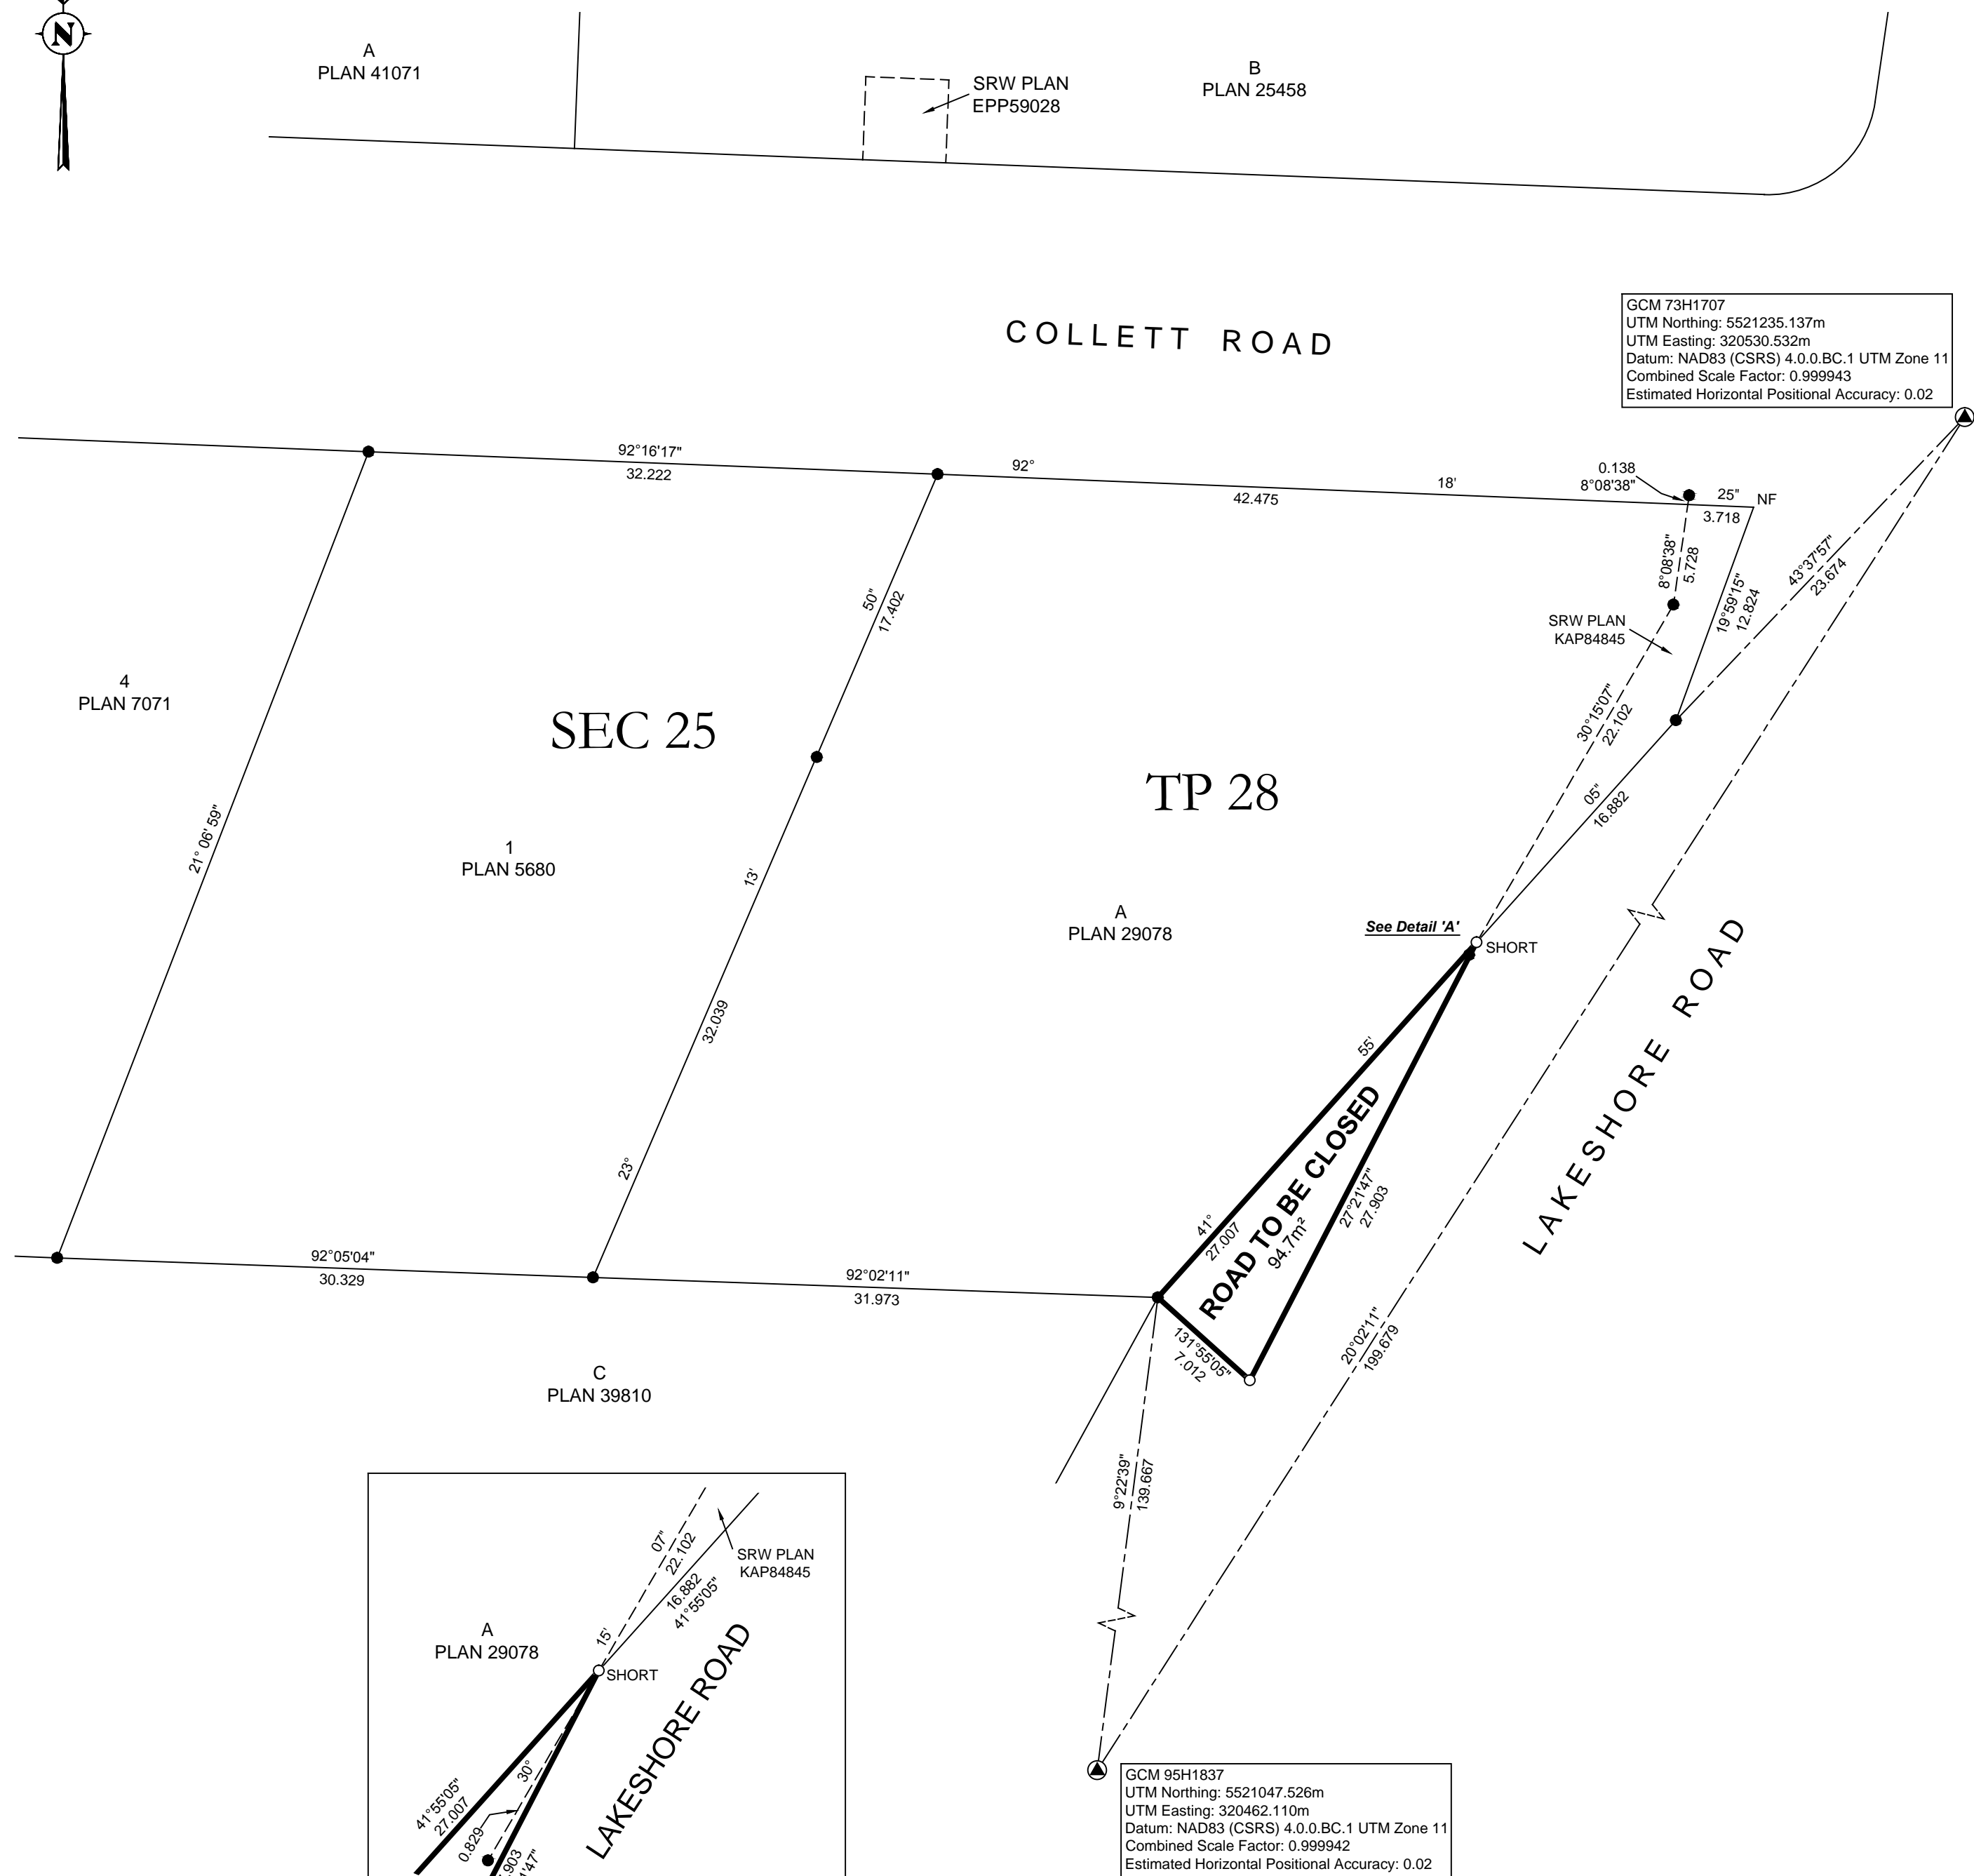 N
A
PLAN 41071
SRW PLAN
EPP59028
B
PLAN 25458
COLLETT ROAD
GCM 73H1707
UTM Northing: 5521235.137m
UTM Easting: 320530.532m
Datum: NAD83 (CSRS) 4.0.0.BC.1 UTM Zone 11
Combined Scale Factor: 0.999943
Estimated Horizontal Positional Accuracy: 0.02
92°16'17"
32.222
92°
18'
25"
42.475
0.138
8°08'38"
3.718
NF
8°08'38"
5.728
19°59'15"
12.824
43°37'57"
23.674
SRW PLAN
KAP84845
50"
17.402
4
PLAN 7071
SEC 25
TP 28
30°15'07"
22.102
05"
16.882
21° 06' 59"
1
PLAN 5680
13'
A
PLAN 29078
See Detail 'A'
SHORT
32.039
55'
LAKESHORE ROAD
23°
41°
27.007
ROAD TO BE CLOSED
94.7m²
27°21'47"
27.903
92°05'04"
30.329
92°02'11"
31.973
131°55'05"
7.012
20°02'11"
199.679
C
PLAN 39810
9°22'39"
139.667
07"
22.102
SRW PLAN
KAP84845
16.882
41°55'05"
15'
A
PLAN 29078
SHORT
LAKESHORE ROAD
30°
41°55'05"
27.007
0.829
.903
'47"
GCM 95H1837
UTM Northing: 5521047.526m
UTM Easting: 320462.110m
Datum: NAD83 (CSRS) 4.0.0.BC.1 UTM Zone 11
Combined Scale Factor: 0.999942
Estimated Horizontal Positional Accuracy: 0.02